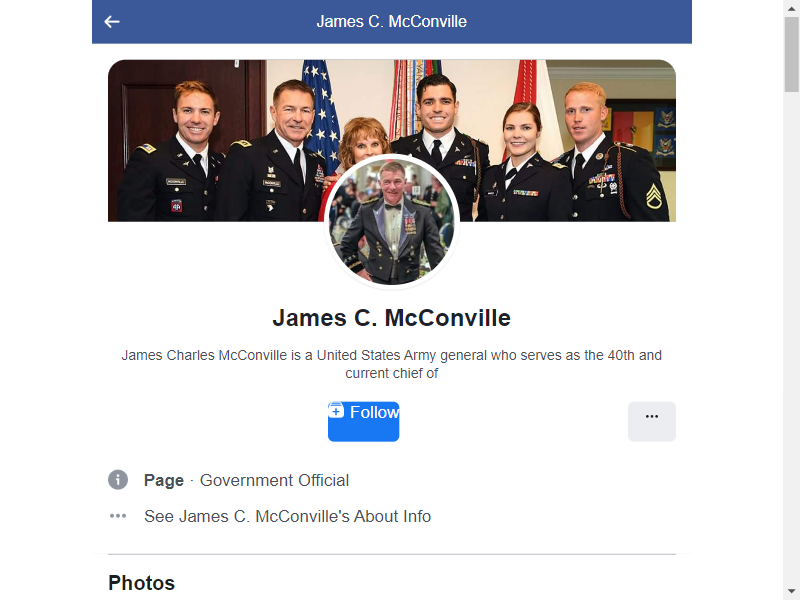 James C. McConville
James C. McConville
James Charles McConville is a United States Army general who serves as the 40th and
current chief of
Follow
Page · Government Official
See James C. McConville's About Info
Photos